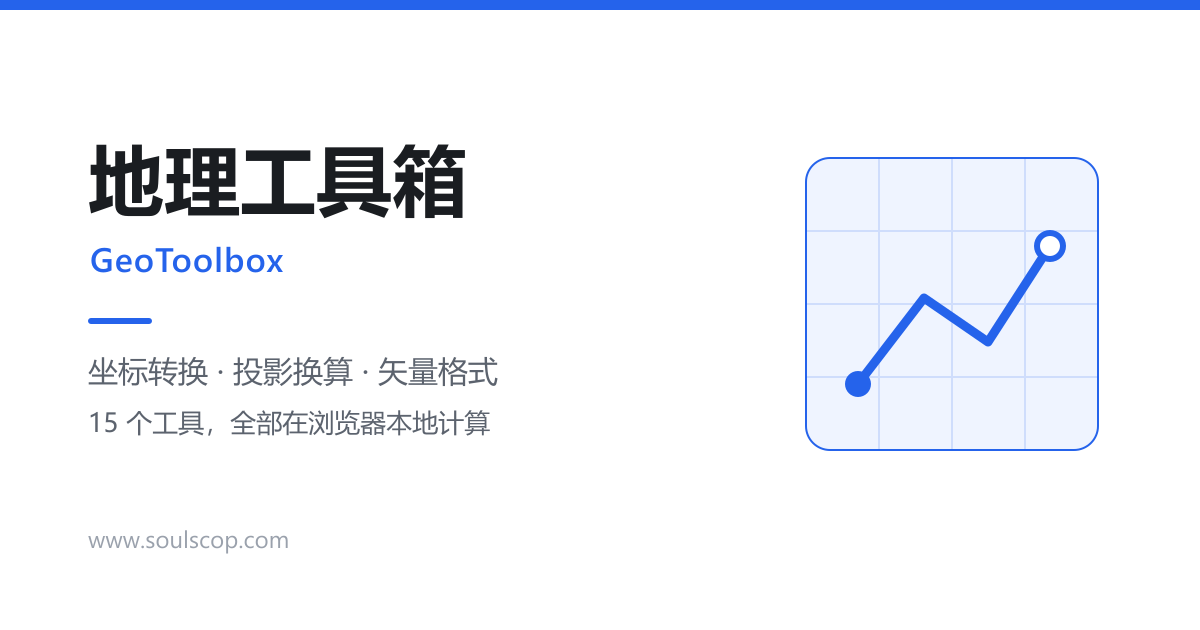 地理工具箱
GeoToolbox
坐标转换 · 投影换算 · 矢量格式
15 个工具，全部在浏览器本地计算
www.soulscop.com